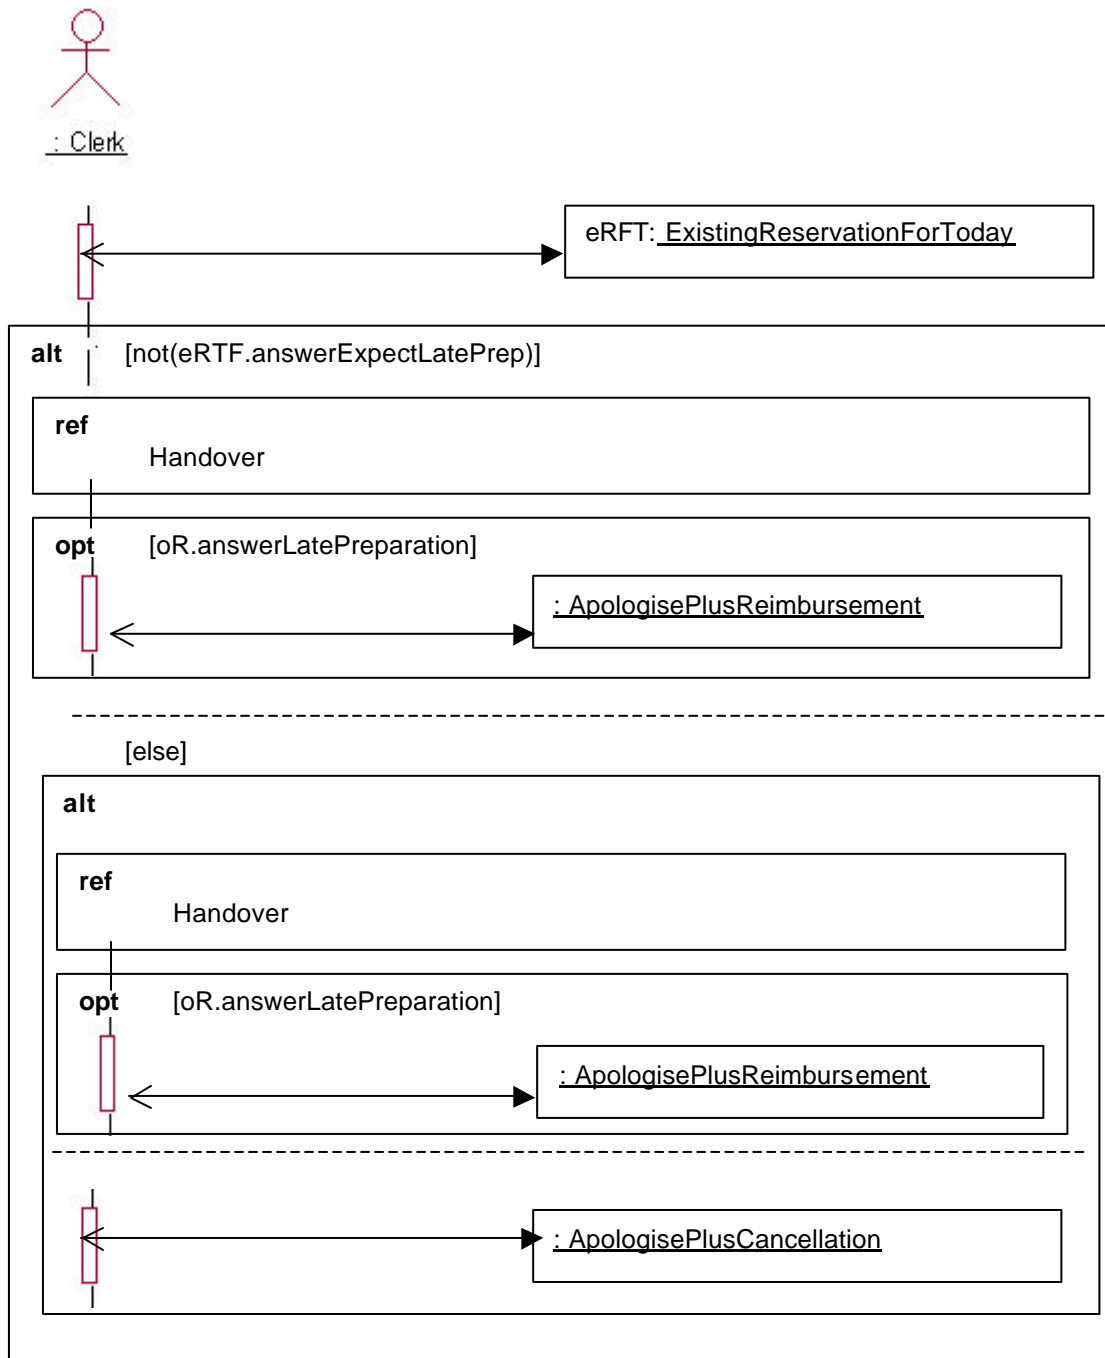 : Clerk
eRFT: ExistingReservationForToday
alt [not(eRTF.answerExpectLatePrep)]
ref
Handover
opt [oR.answerLatePreparation]
: ApologisePlusReimbursement
[else]
alt
ref
Handover
opt [oR.answerLatePreparation]
: ApologisePlusReimbursement
: ApologisePlusCancellation